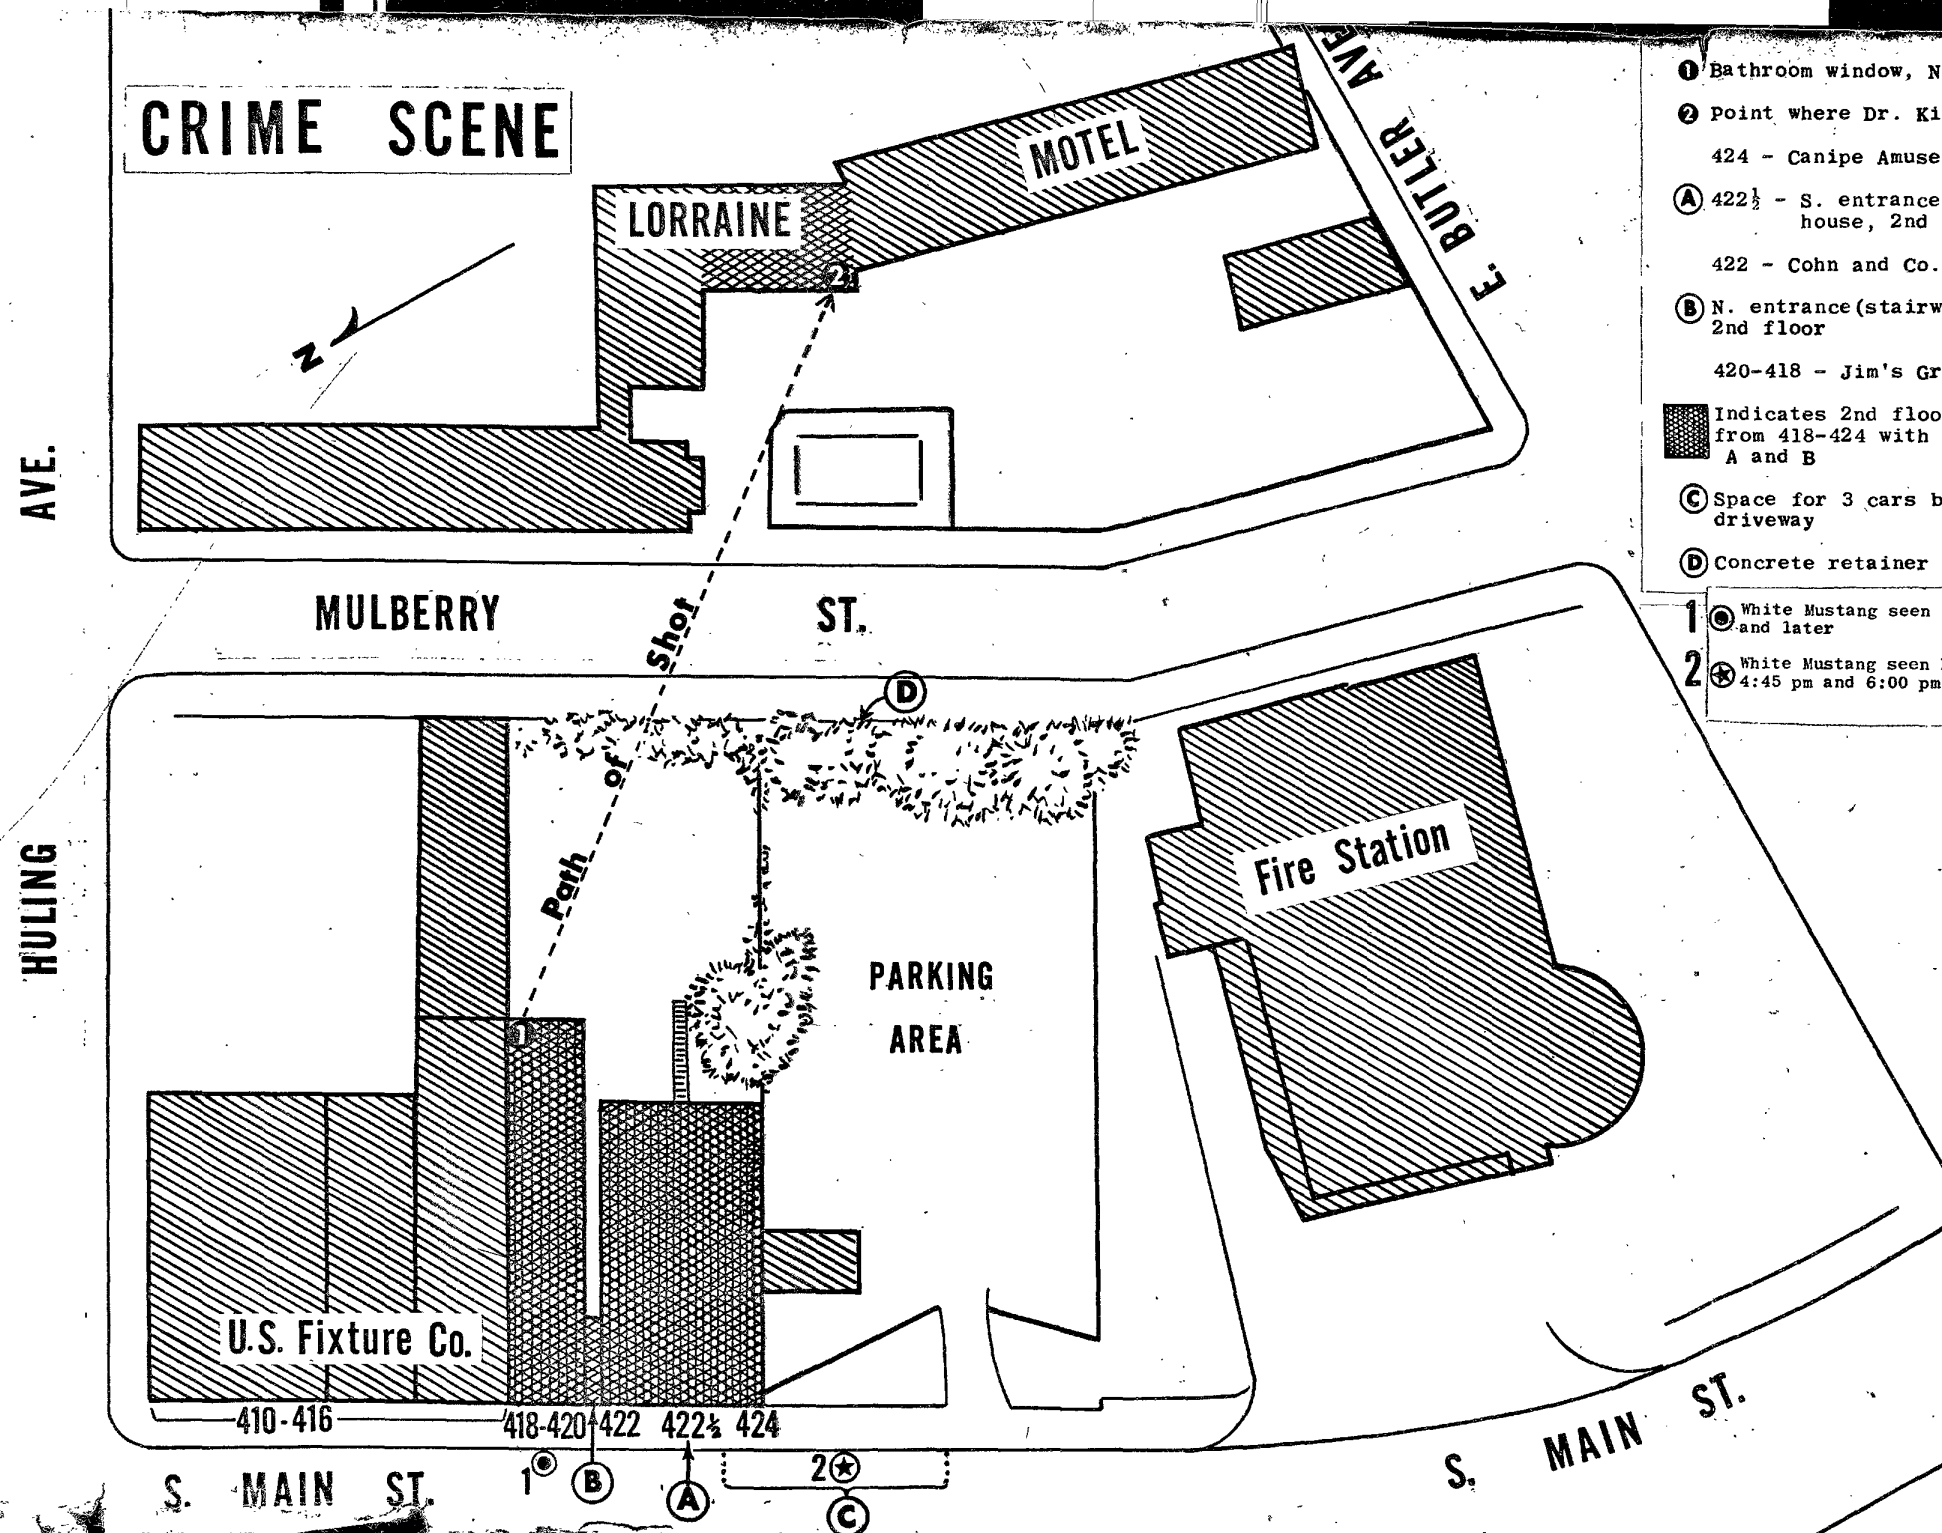 CRIME SCENE
LORRAINE
MOTEL
E. BUTLER AVE
N
2
AVE.
HULING
MULBERRY ST.
Path of Shot
D
1
PARKING
AREA
Fire Station
U.S. Fixture Co.
410-416
418-420
422
422½
424
1
B
A
2
C
S. MAIN ST.
S. MAIN ST.
1 Bathroom window, N
2 Point where Dr. Ki
424 - Canipe Amuse
A 422½ - S. entrance
house, 2nd
422 - Cohn and Co.
B N. entrance(stairw
2nd floor
420-418 - Jim's Gr
Indicates 2nd floo
from 418-424 with
A and B
C Space for 3 cars b
driveway
D Concrete retainer
1 White Mustang seen
and later
2 White Mustang seen
4:45 pm and 6:00 pm